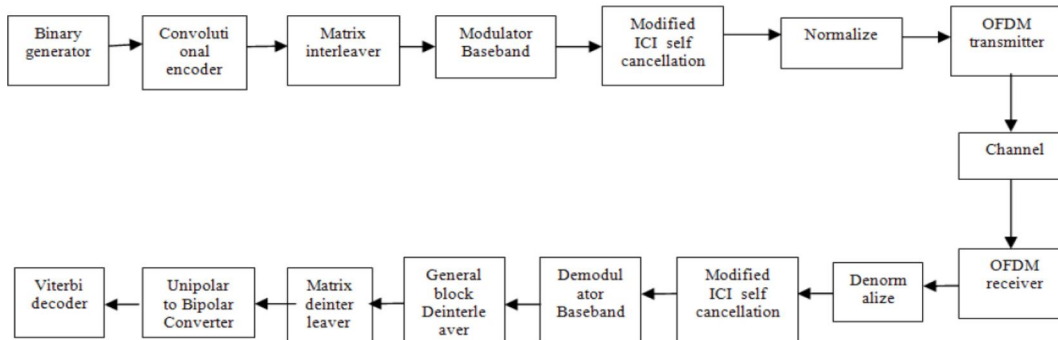 Binary
generator
Convoluti
onal
encoder
Matrix
interleaver
Modulator
Baseband
Modified
ICI self
cancellation
Normalize
OFDM
transmitter
Channel
Viterbi
decoder
Unipolar
to Bipolar
Converter
Matrix
deinter
leaver
General
block
Deinterle
aver
Demodul
ator
Baseband
Modified
ICI self
cancellation
Denorm
alize
OFDM
receiver